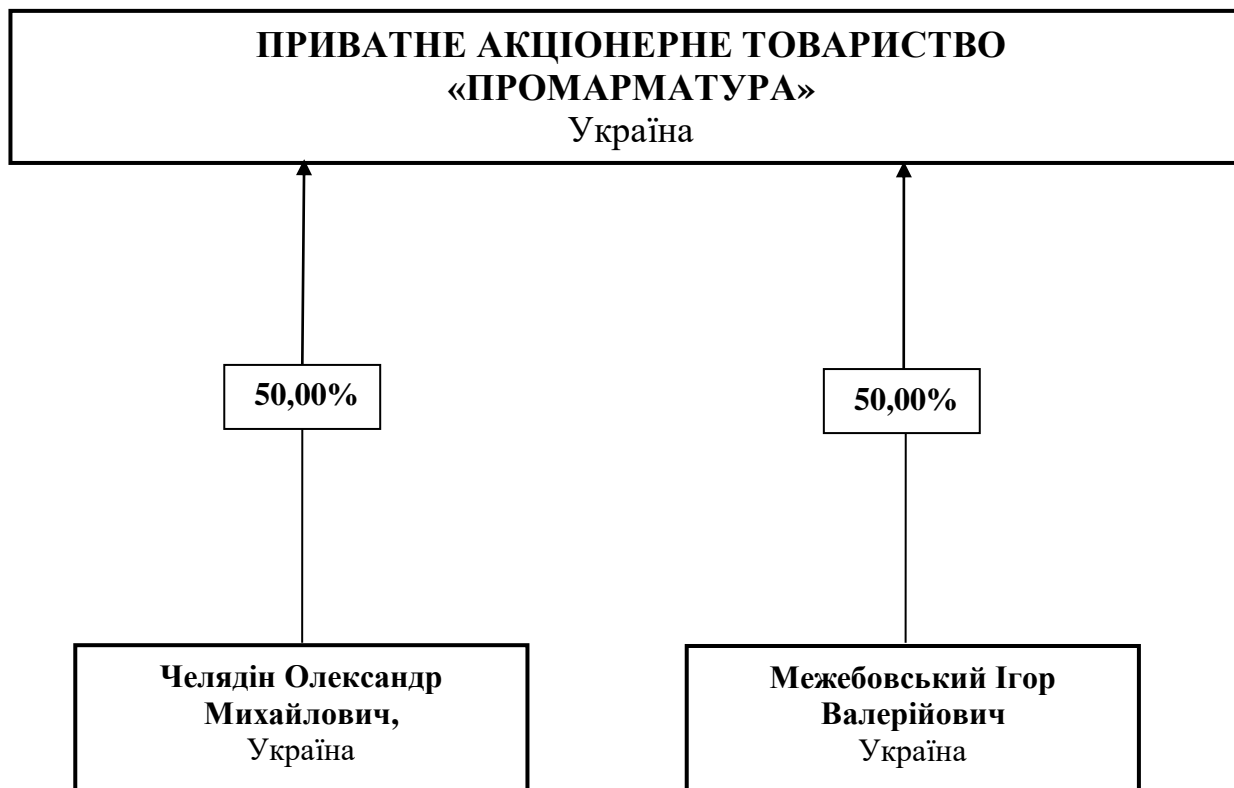 ПРИВАТНЕ АКЦІОНЕРНЕ ТОВАРИСТВО
«ПРОМАРМАТУРА»
Україна
50,00%
50,00%
Челядін Олександр
Михайлович,
Україна
Межебовський Ігор
Валерійович
Україна